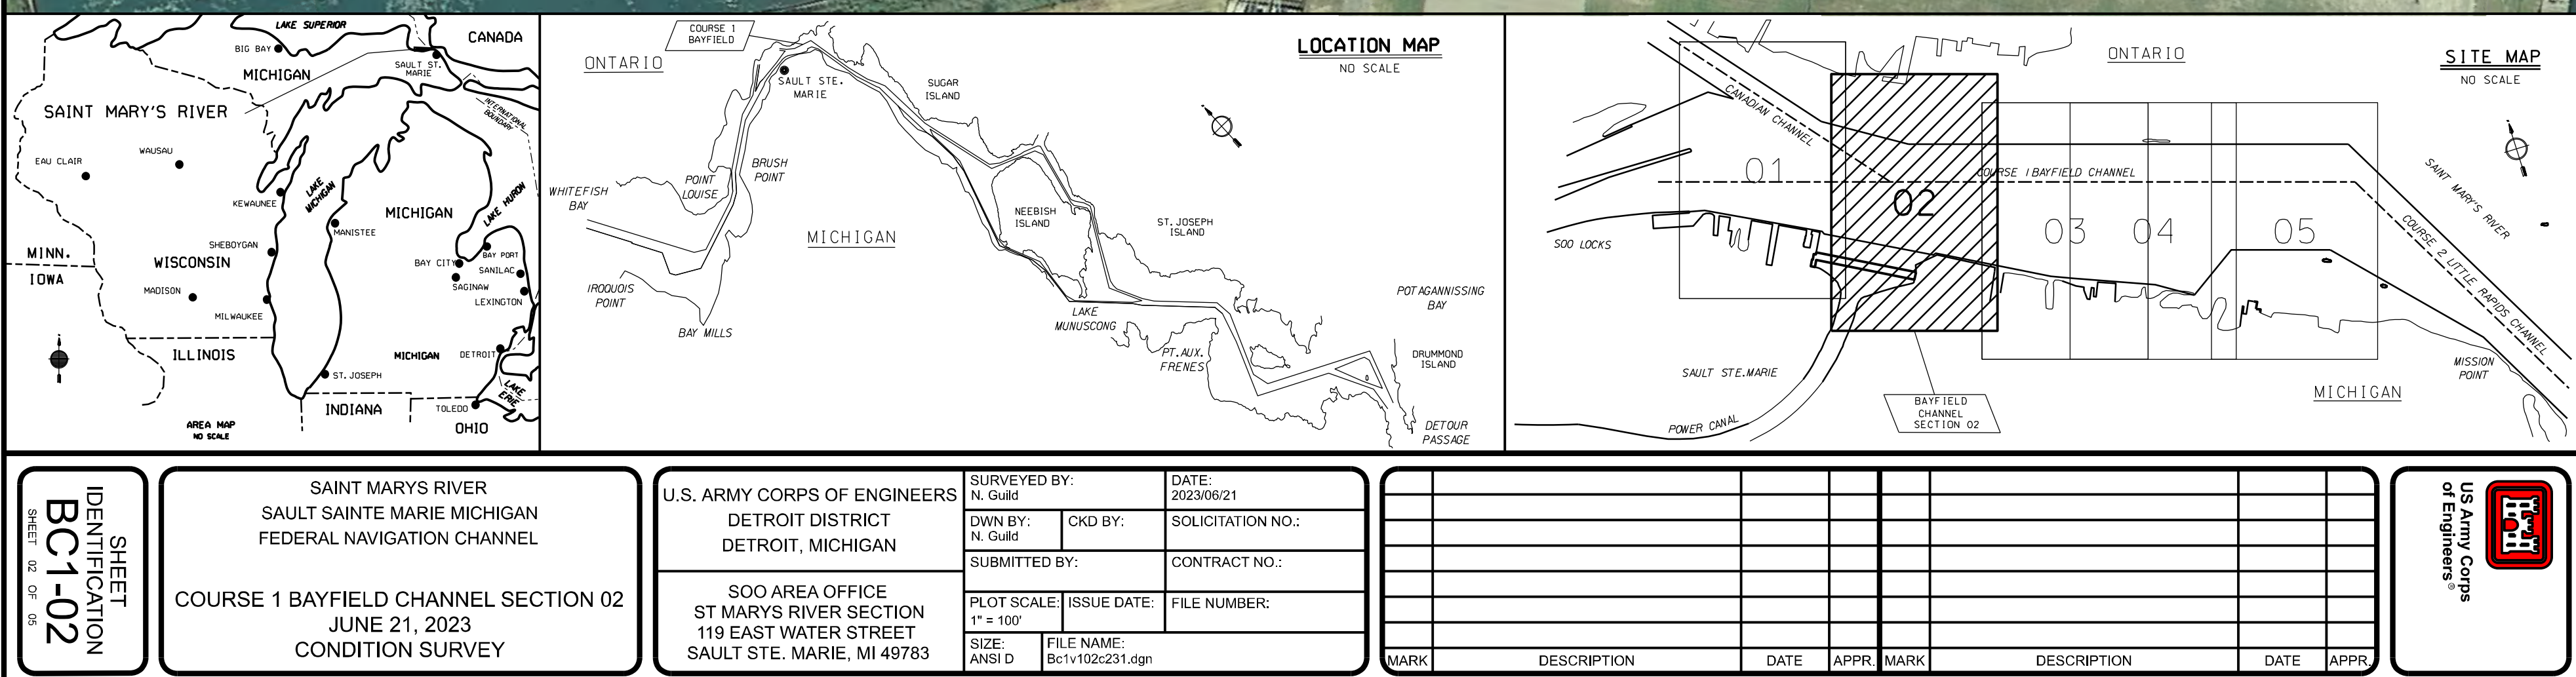 LAKE SUPERIOR
CANADA
BIG BAY
MICHIGAN
SAULT ST.
MARIE
SAINT MARY'S RIVER
INTERNATIONAL
BOUNDARY
WAUSAU
EAU CLAIR
LAKE
MICHIGAN
KEWAUNEE
MICHIGAN
LAKE HURON
MANISTEE
SHEBOYGAN
MINN.
WISCONSIN
BAY CITY
BAY PORT
SANILAC
IOWA
SAGINAW
MADISON
LEXINGTON
MILWAUKEE
ILLINOIS
MICHIGAN
DETROIT
ST. JOSEPH
LAKE
ERIE
INDIANA
TOLEDO
AREA MAP
NO SCALE
OHIO
COURSE 1
BAYFIELD
LOCATION MAP
NO SCALE
ONTARIO
SAULT STE.
MARIE
SUGAR
ISLAND
BRUSH
POINT
POINT
LOUISE
WHITEFISH
BAY
NEEBISH
ISLAND
ST. JOSEPH
ISLAND
MICHIGAN
IROQUOIS
POINT
POTAGANNISSING
BAY
LAKE
MUNUSCONG
BAY MILLS
PT. AUX.
FRENES
DRUMMOND
ISLAND
DETOUR
PASSAGE
ONTARIO
SITE MAP
NO SCALE
CANADIAN CHANNEL
01
COURSE 1 BAYFIELD CHANNEL
02
SAINT MARY'S RIVER
03
04
05
SOO LOCKS
COURSE 2 LITTLE RAPIDS CHANNEL
SAULT STE.MARIE
MISSION
POINT
MICHIGAN
BAYFIELD
CHANNEL
SECTION 02
POWER CANAL
SHEET
IDENTIFICATION
BC1-02
SHEET 02 OF 05
SAINT MARYS RIVER
SAULT SAINTE MARIE MICHIGAN
FEDERAL NAVIGATION CHANNEL
COURSE 1 BAYFIELD CHANNEL SECTION 02
JUNE 21, 2023
CONDITION SURVEY
U.S. ARMY CORPS OF ENGINEERS
DETROIT DISTRICT
DETROIT, MICHIGAN
SOO AREA OFFICE
ST MARYS RIVER SECTION
119 EAST WATER STREET
SAULT STE. MARIE, MI 49783
SURVEYED BY:
N. Guild
DATE:
2023/06/21
DWN BY:
N. Guild
CKD BY:
SOLICITATION NO.:
SUBMITTED BY:
CONTRACT NO.:
PLOT SCALE:
1" = 100'
ISSUE DATE:
FILE NUMBER:
SIZE:
ANSI D
FILE NAME:
Bc1v102c231.dgn
MARK DESCRIPTION DATE APPR. MARK DESCRIPTION DATE APPR.
US Army Corps
of Engineers®